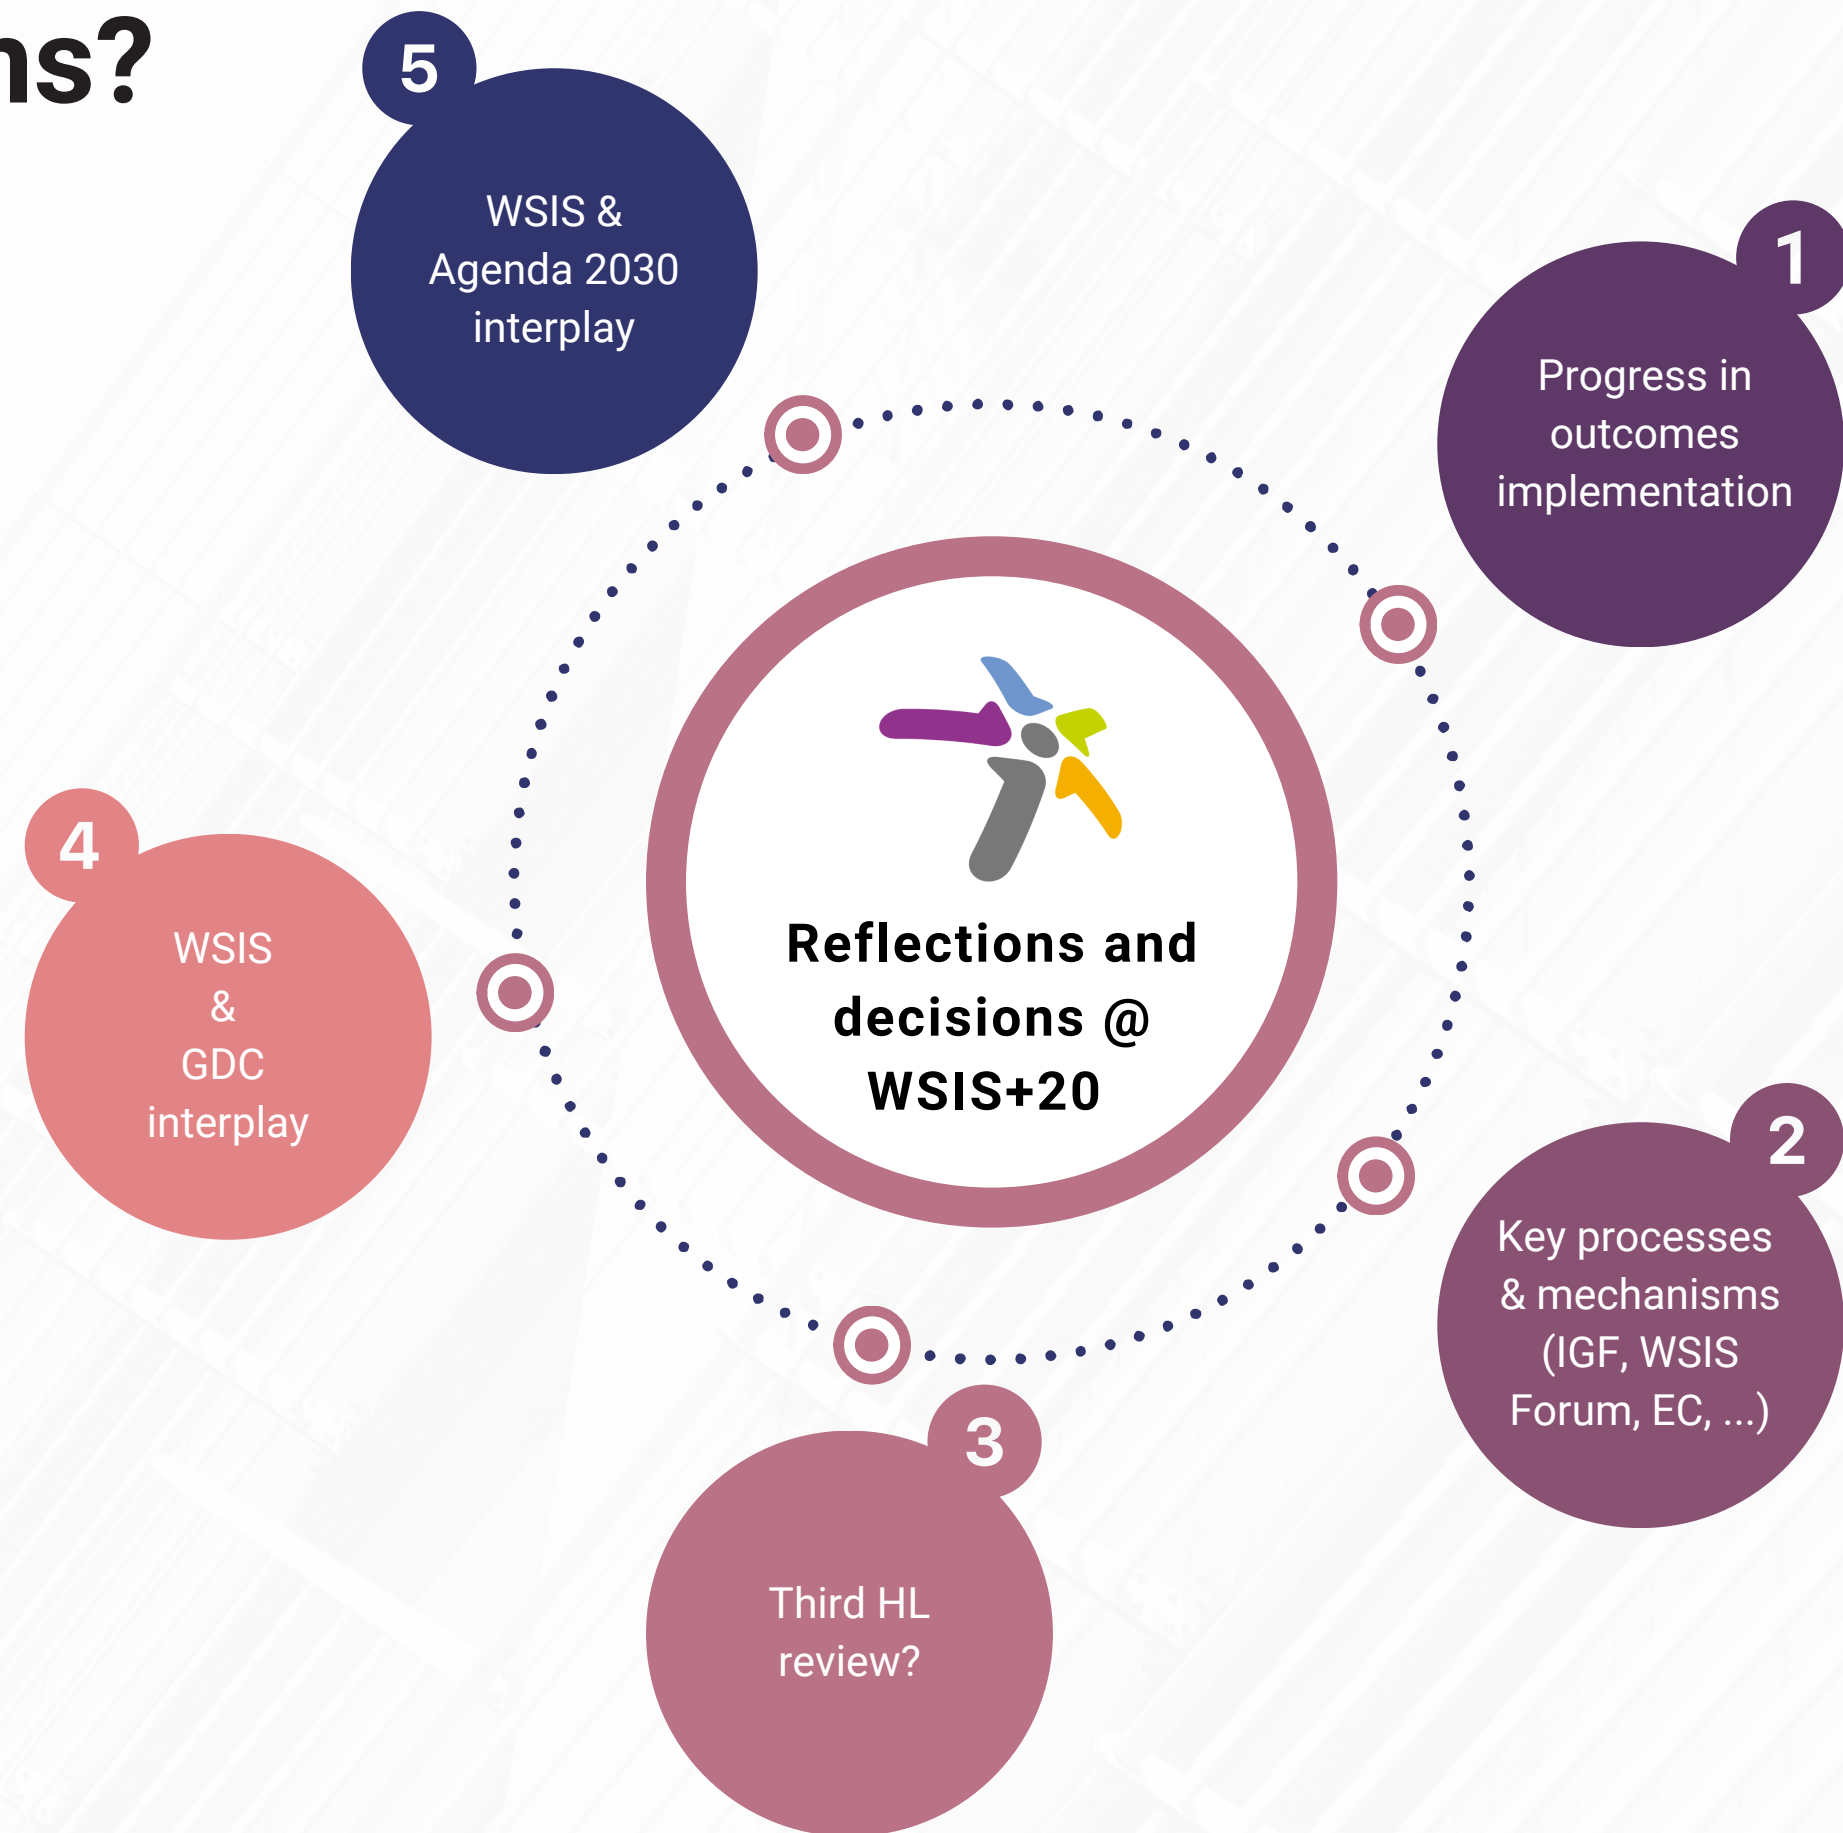 ns?
5
WSIS &
Agenda 2030
interplay
1
Progress in
outcomes
implementation
Reflections and
decisions @
WSIS+20
4
WSIS
&
GDC
interplay
2
Key processes
& mechanisms
(IGF, WSIS
Forum, EC, ...)
3
Third HL
review?